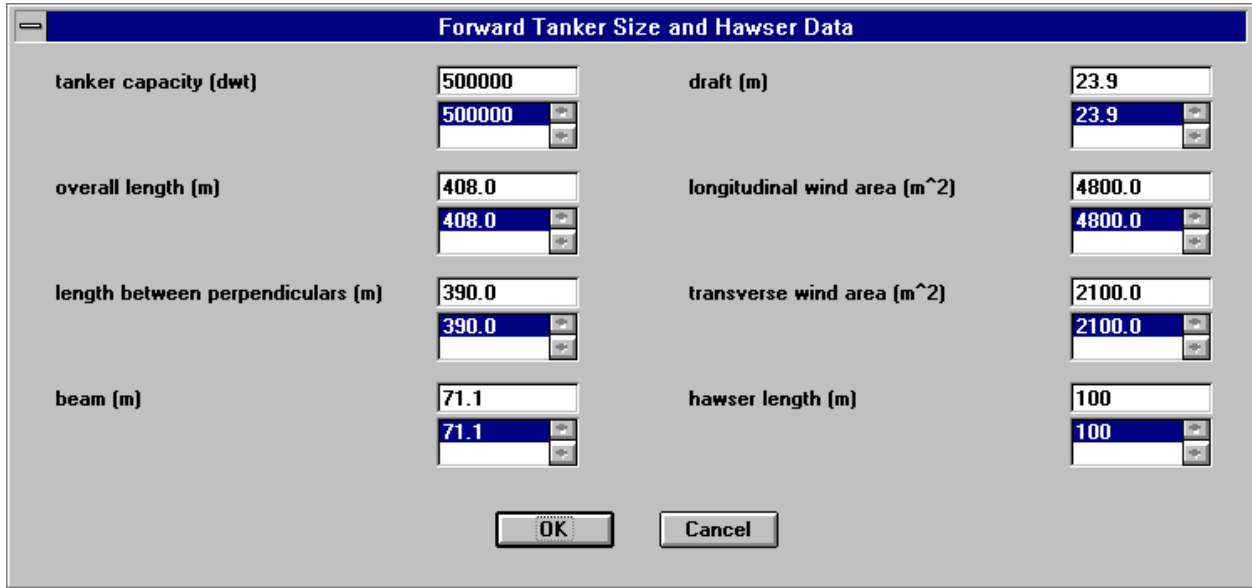 Forward Tanker Size and Hawser Data
tanker capacity (dwt) 500000 draft (m) 23.9
500000 23.9
overall length (m) 408.0 longitudinal wind area (m^2) 4800.0
408.0 4800.0
length between perpendiculars (m) 390.0 transverse wind area (m^2) 2100.0
390.0 2100.0
beam (m) 71.1 hawser length (m) 100
71.1 100
OK Cancel